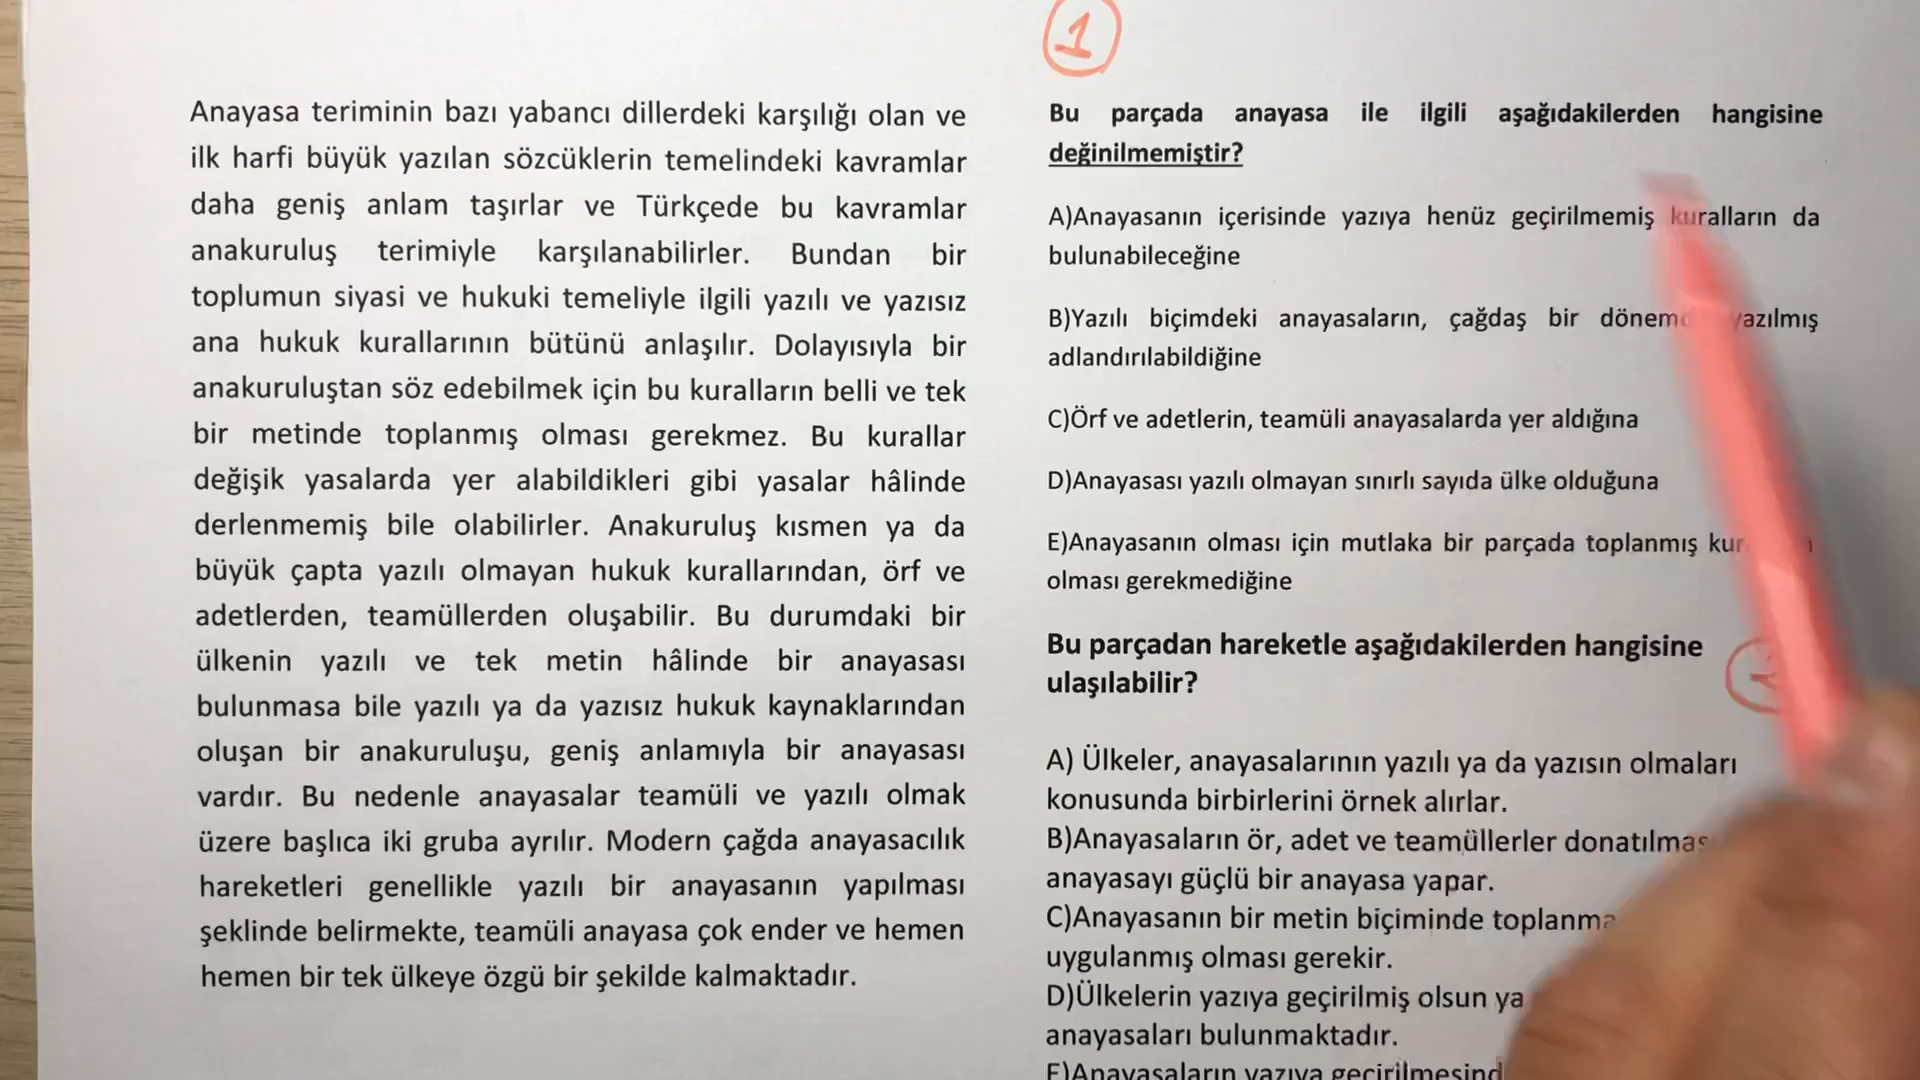 Anayasa teriminin bazı yabancı dillerdeki karşılığı olan ve
ilk harfi büyük yazılan sözcüklerin temelindeki kavramlar
daha geniş anlam taşırlar ve Türkçede bu kavramlar
anakuruluş terimiyle karşılanabilirler. Bundan bir
toplumun siyasi ve hukuki temeliyle ilgili yazılı ve yazısız
ana hukuk kurallarının bütünü anlaşılır. Dolayısıyla bir
anakuruluştan söz edebilmek için bu kuralların belli ve tek
bir metinde toplanmış olması gerekmez. Bu kurallar
değişik yasalarda yer alabildikleri gibi yasalar hâlinde
derlenmemiş bile olabilirler. Anakuruluş kısmen ya da
büyük çapta yazılı olmayan hukuk kurallarından, örf ve
adetlerden, teamüllerden oluşabilir. Bu durumdaki bir
ülkenin yazılı ve tek metin hâlinde bir anayasası
bulunmasa bile yazılı ya da yazısız hukuk kaynaklarından
oluşan bir anakuruluşu, geniş anlamıyla bir anayasası
vardır. Bu nedenle anayasalar teamüli ve yazılı olmak
üzere başlıca iki gruba ayrılır. Modern çağda anayasacılık
hareketleri genellikle yazılı bir anayasanın yapılması
şeklinde belirmekte, teamüli anayasa çok ender ve hemen
hemen bir tek ülkeye özgü bir şekilde kalmaktadır.
1
Bu parçada anayasa ile ilgili aşağıdakilerden hangisine
değinilmemiştir?
A)Anayasanın içerisinde yazıya henüz geçirilmemiş kuralların da
bulunabileceğine
B)Yazılı biçimdeki anayasaların, çağdaş bir yazılmış
adlandırılabildiğine
C)Örf ve adetlerin, teamüli anayasalarda yer aldığına
D)Anayasası yazılı olmayan sınırlı sayıda ülke olduğuna
E)Anayasanın olması için mutlaka bir parçada toplanmış
olması gerekmediğine
Bu parçadan hareketle aşağıdakilerden hangisine
ulaşılabilir?
A) Ülkeler, anayasalarının yazılı ya da yazısın olmaları
konusunda birbirlerini örnek alırlar.
B)Anayasaların ör, adet ve teamüllerler
anayasayı güçlü bir anayasa yapar.
C)Anayasanın bir metin biçiminde
uygulanmış olması gerekir.
D)Ülkelerin yazıya geçirilmiş olsun ya
anayasaları bulunmaktadır.
E)Anayasaların yazıya